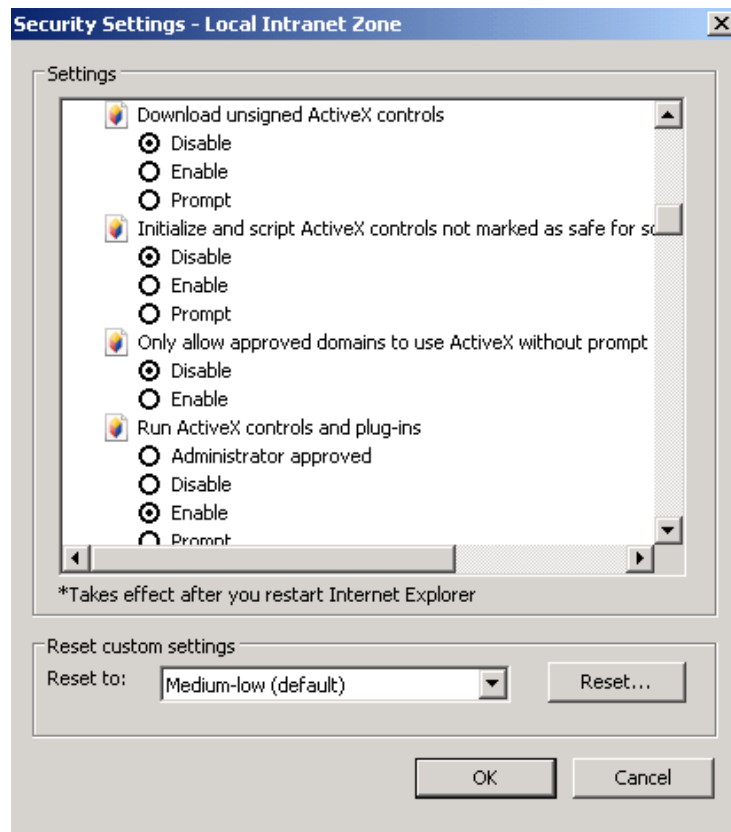 Security Settings - Local Intranet Zone
Settings
Download unsigned ActiveX controls
Disable
Enable
Prompt
Initialize and script ActiveX controls not marked as safe for
Disable
Enable
Prompt
Only allow approved domains to use ActiveX without prompt
Disable
Enable
Run ActiveX controls and plug-ins
Administrator approved
Disable
Enable
Prompt
*Takes effect after you restart Internet Explorer
Reset custom settings
Reset to: Medium-low (default) Reset...
OK Cancel